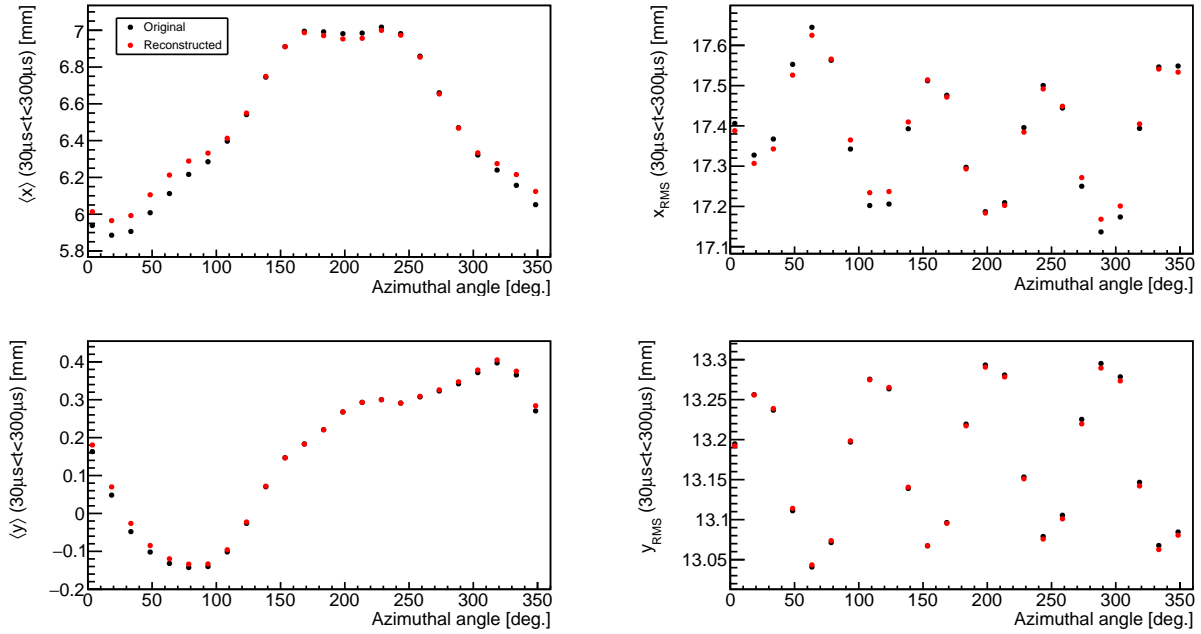 ⟨x⟩ (30μs<t<300μs) [mm]
7
6.8
6.6
6.4
6.2
6
5.8
Original
Reconstructed
0 50 100 150 200 250 300 350
Azimuthal angle [deg.]
x_RMS (30μs<t<300μs) [mm]
17.6
17.5
17.4
17.3
17.2
17.1
0 50 100 150 200 250 300 350
Azimuthal angle [deg.]
⟨y⟩ (30μs<t<300μs) [mm]
0.4
0.3
0.2
0.1
0
−0.1
−0.2
0 50 100 150 200 250 300 350
Azimuthal angle [deg.]
y_RMS (30μs<t<300μs) [mm]
13.3
13.25
13.2
13.15
13.1
13.05
0 50 100 150 200 250 300 350
Azimuthal angle [deg.]